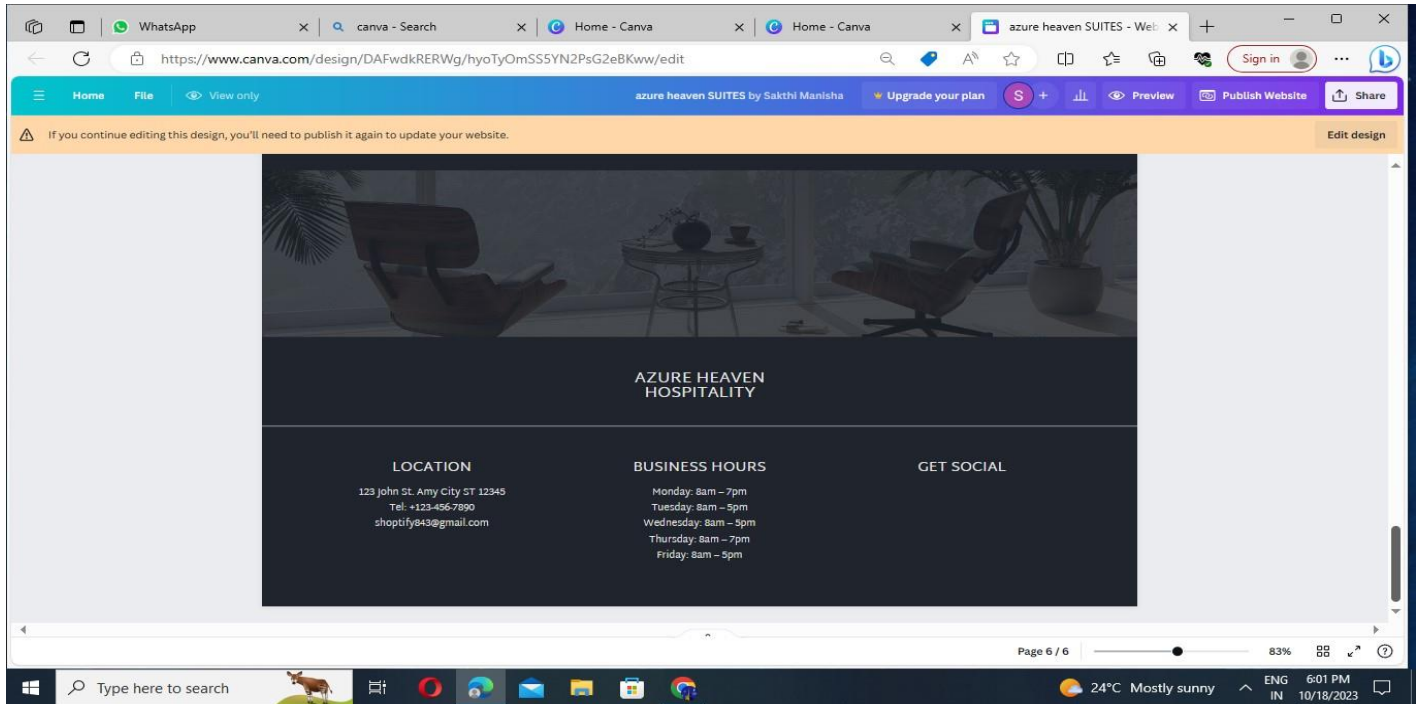 WhatsApp
canva - Search
Home - Canva
Home - Canva
azure heaven SUITES - Web
https://www.canva.com/design/DAFwdkRERWg/hyoTyOmSS5YN2PsG2eBKww/edit
Sign in
Home
File
View only
azure heaven SUITES by Sakthi Manisha
Upgrade your plan
S
Preview
Publish Website
Share
If you continue editing this design, you'll need to publish it again to update your website.
Edit design
AZURE HEAVEN
HOSPITALITY
LOCATION
123 John St. Amy City ST 12345
Tel: +123-456-7890
shoptify843@gmail.com
BUSINESS HOURS
Monday: 8am – 7pm
Tuesday: 8am – 5pm
Wednesday: 8am – 5pm
Thursday: 8am – 7pm
Friday: 8am – 5pm
GET SOCIAL
Page 6 / 6
83%
Type here to search
24°C Mostly sunny
ENG
IN
6:01 PM
10/18/2023